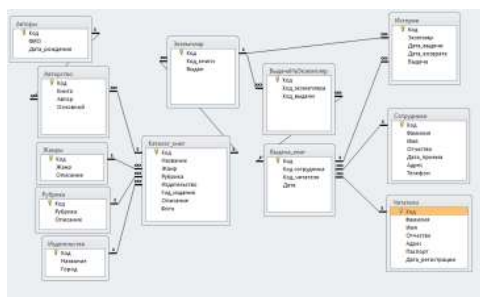 Авторы
Код
ФИО
Дата_рождения
Авторство
Код
Книга
Автор
Основной
Жанры
Код
Жанр
Описание
Рубрики
Код
Рубрика
Описание
Издательства
Код
Название
Город
Экземпляр
Код
Код_книги
Выдан
Каталог_книг
Код
Название
Жанр
Рубрика
Издательство
Год_издания
Описание
Фото
ВыдачаНаЭкземпляр
Код
Код_экземпляра
Код_выдачи
Выдача_книг
Код
Код_сотрудника
Код_читателя
Дата
История
Код
Экземпляр
Дата_выдачи
Дата_возврата
Выдача
Сотрудники
Код
Фамилия
Имя
Отчество
Дата_приема
Адрес
Телефон
Читатели
Код
Фамилия
Имя
Отчество
Адрес
Паспорт
Дата_регистрации